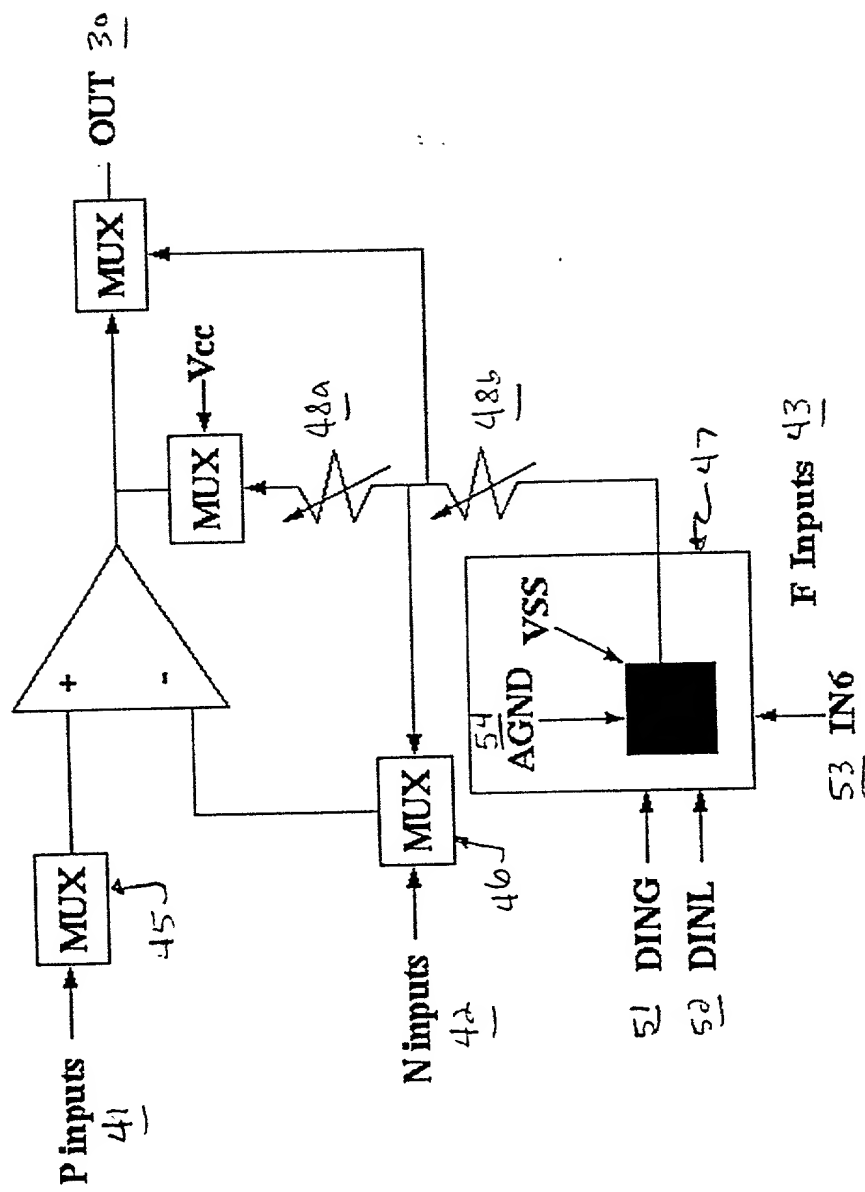 P inputs
41
MUX
45
N inputs
42
MUX
46
+
-
MUX
Vcc
MUX
OUT 30
48a
48b
51 DING
52 DINL
54
AGND
VSS
47
53 IN6
F Inputs 43